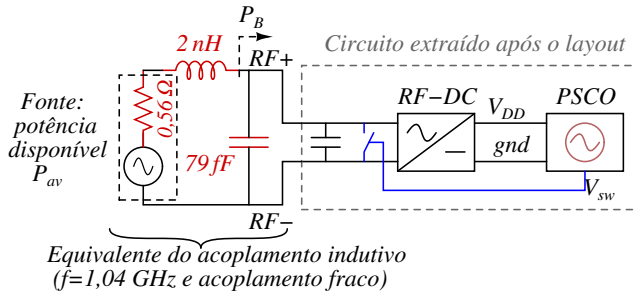 P_B
2 nH
RF+
Circuito extraído após o layout
Fonte:
potência
disponível
P_av
0,56 Ω
79 fF
RF−DC
V_DD
gnd
PSCO
V_sw
RF−
Equivalente do acoplamento indutivo
(f=1,04 GHz e acoplamento fraco)